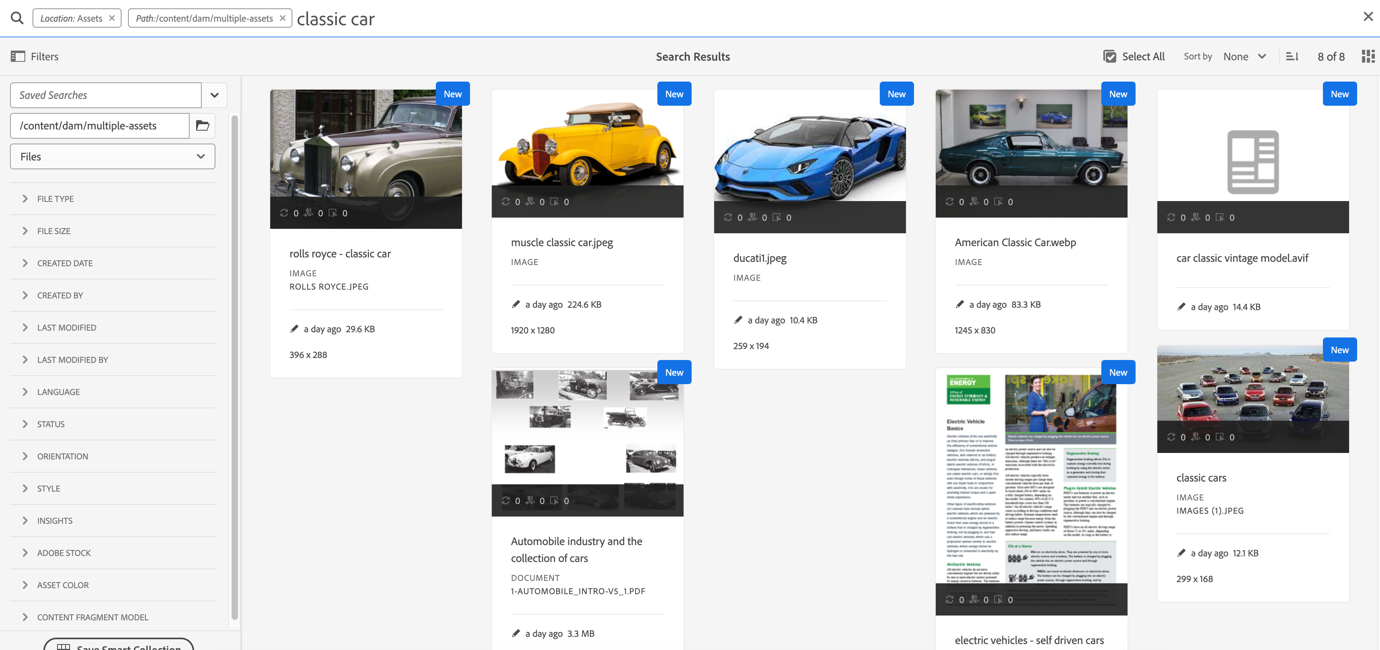 Location: Assets ×
Path:/content/dam/multiple-assets ×
classic car
Filters
Search Results
Select All
Sort by None
8 of 8
Saved Searches
/content/dam/multiple-assets
Files
FILE TYPE
FILE SIZE
CREATED DATE
CREATED BY
LAST MODIFIED
LAST MODIFIED BY
LANGUAGE
STATUS
ORIENTATION
STYLE
INSIGHTS
ADOBE STOCK
ASSET COLOR
CONTENT FRAGMENT MODEL
Save Smart Collection
New
0 0 0
rolls royce - classic car
IMAGE
ROLLS ROYCE.JPEG
a day ago 29.6 KB
396 x 288
New
0 0 0
muscle classic car.jpeg
IMAGE
a day ago 224.6 KB
1920 x 1280
New
0 0 0
ducati1.jpeg
IMAGE
a day ago 10.4 KB
259 x 194
New
0 0 0
American Classic Car.webp
IMAGE
a day ago 83.3 KB
1245 x 830
New
0 0 0
car classic vintage model.avif
a day ago 14.4 KB
New
0 0 0
Automobile industry and the
collection of cars
DOCUMENT
1-AUTOMOBILE_INTRO-VS_1.PDF
a day ago 3.3 MB
New
ENERGY
Electric Vehicle
Basics
0 0 0
electric vehicles - self driven cars
New
0 0 0
classic cars
IMAGE
IMAGES (1).JPEG
a day ago 12.1 KB
299 x 168